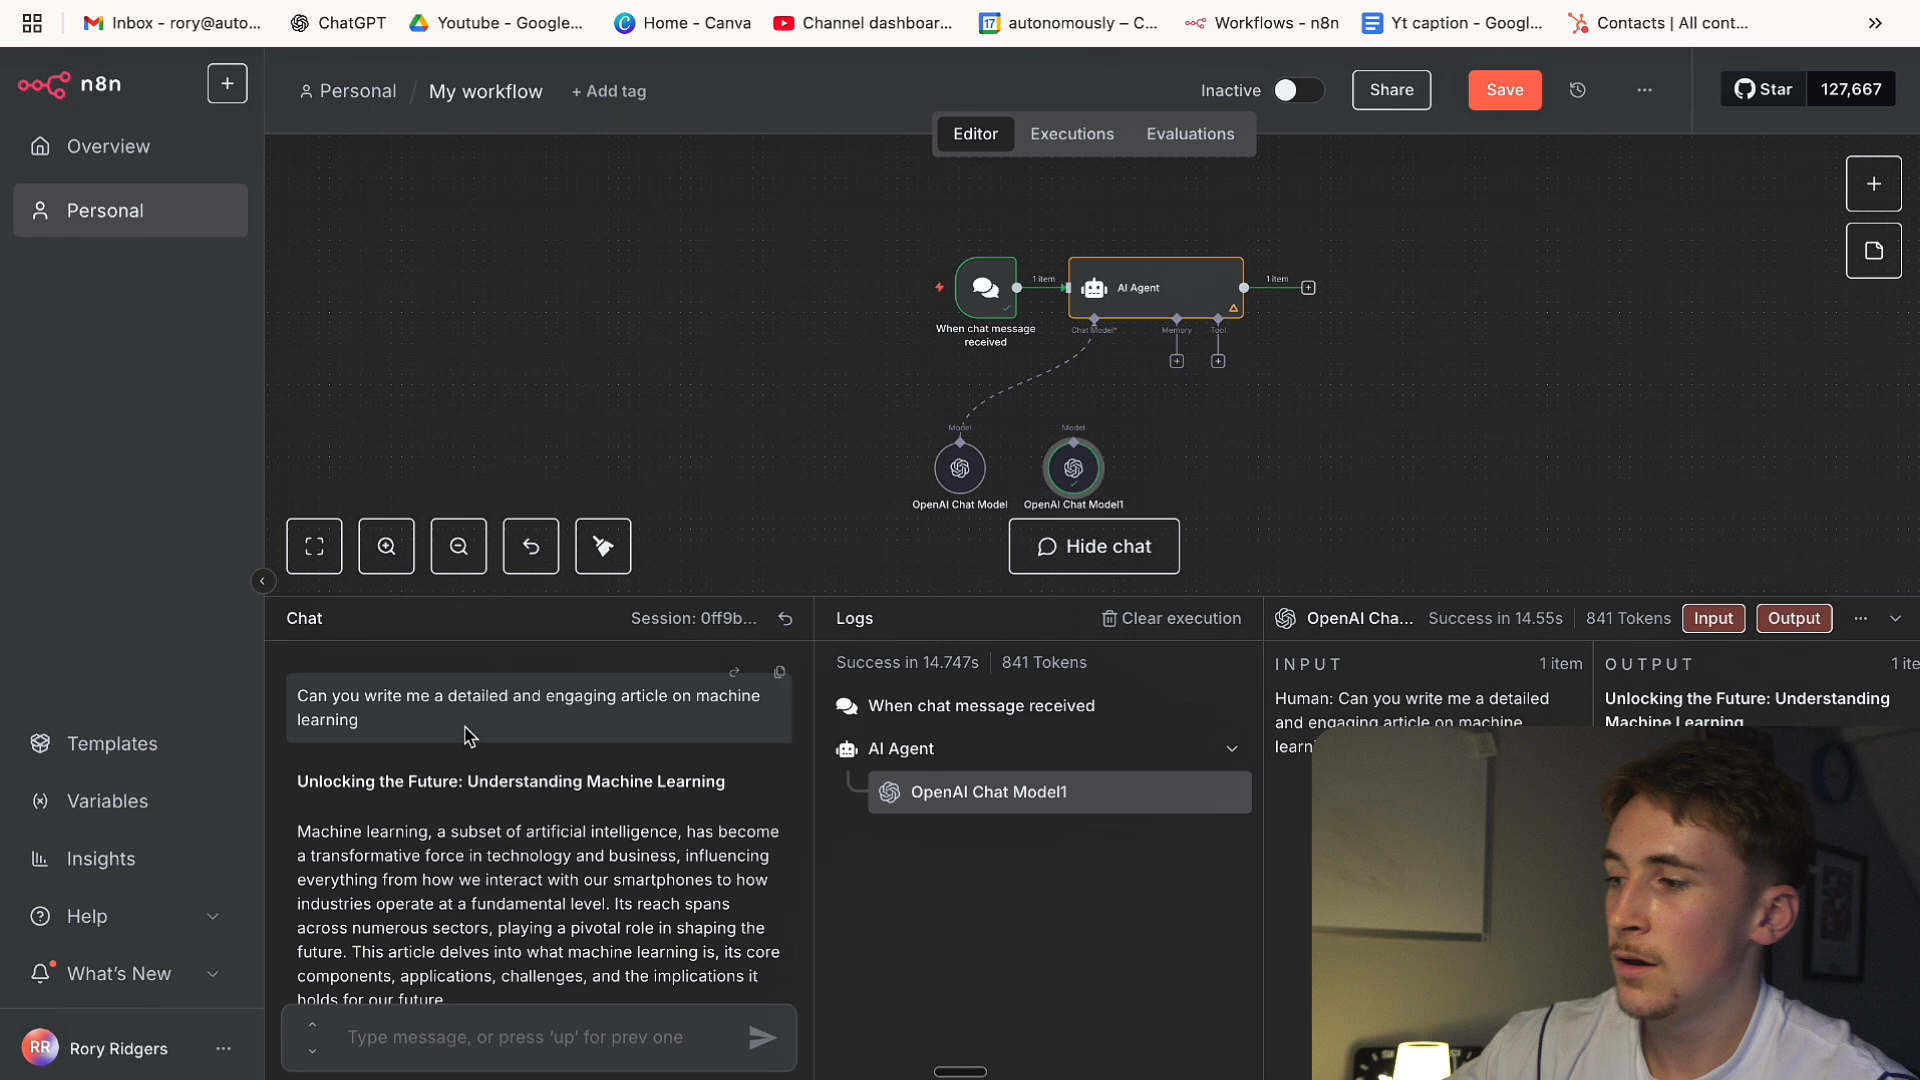 Inbox - rory@auto...
ChatGPT
Youtube - Google...
Home - Canva
Channel dashboar...
17
autonomously – C...
Workflows - n8n
Yt caption - Googl...
Contacts | All cont...
n8n
Personal / My workflow
+ Add tag
Inactive
Share
Save
Star
127,667
Editor
Executions
Evaluations
Overview
Personal
1 item
AI Agent
1 item
When chat message
received
Chat Model*
Memory
Tool
Model
Model
OpenAI Chat Model
OpenAI Chat Model1
Hide chat
Chat
Session: 0ff9b...
Logs
Clear execution
OpenAI Cha...
Success in 14.55s
841 Tokens
Input
Output
Success in 14.747s
841 Tokens
INPUT
1 item
OUTPUT
1 ite
Can you write me a detailed and engaging article on machine
learning
When chat message received
Human: Can you write me a detailed
and engaging article on machine
learni
Unlocking the Future: Understanding
Machine Learning
AI Agent
OpenAI Chat Model1
Unlocking the Future: Understanding Machine Learning
Machine learning, a subset of artificial intelligence, has become
a transformative force in technology and business, influencing
everything from how we interact with our smartphones to how
industries operate at a fundamental level. Its reach spans
across numerous sectors, playing a pivotal role in shaping the
future. This article delves into what machine learning is, its core
components, applications, challenges, and the implications it
holds for our future.
Type message, or press ‘up’ for prev one
Templates
Variables
Insights
Help
What’s New
RR
Rory Ridgers